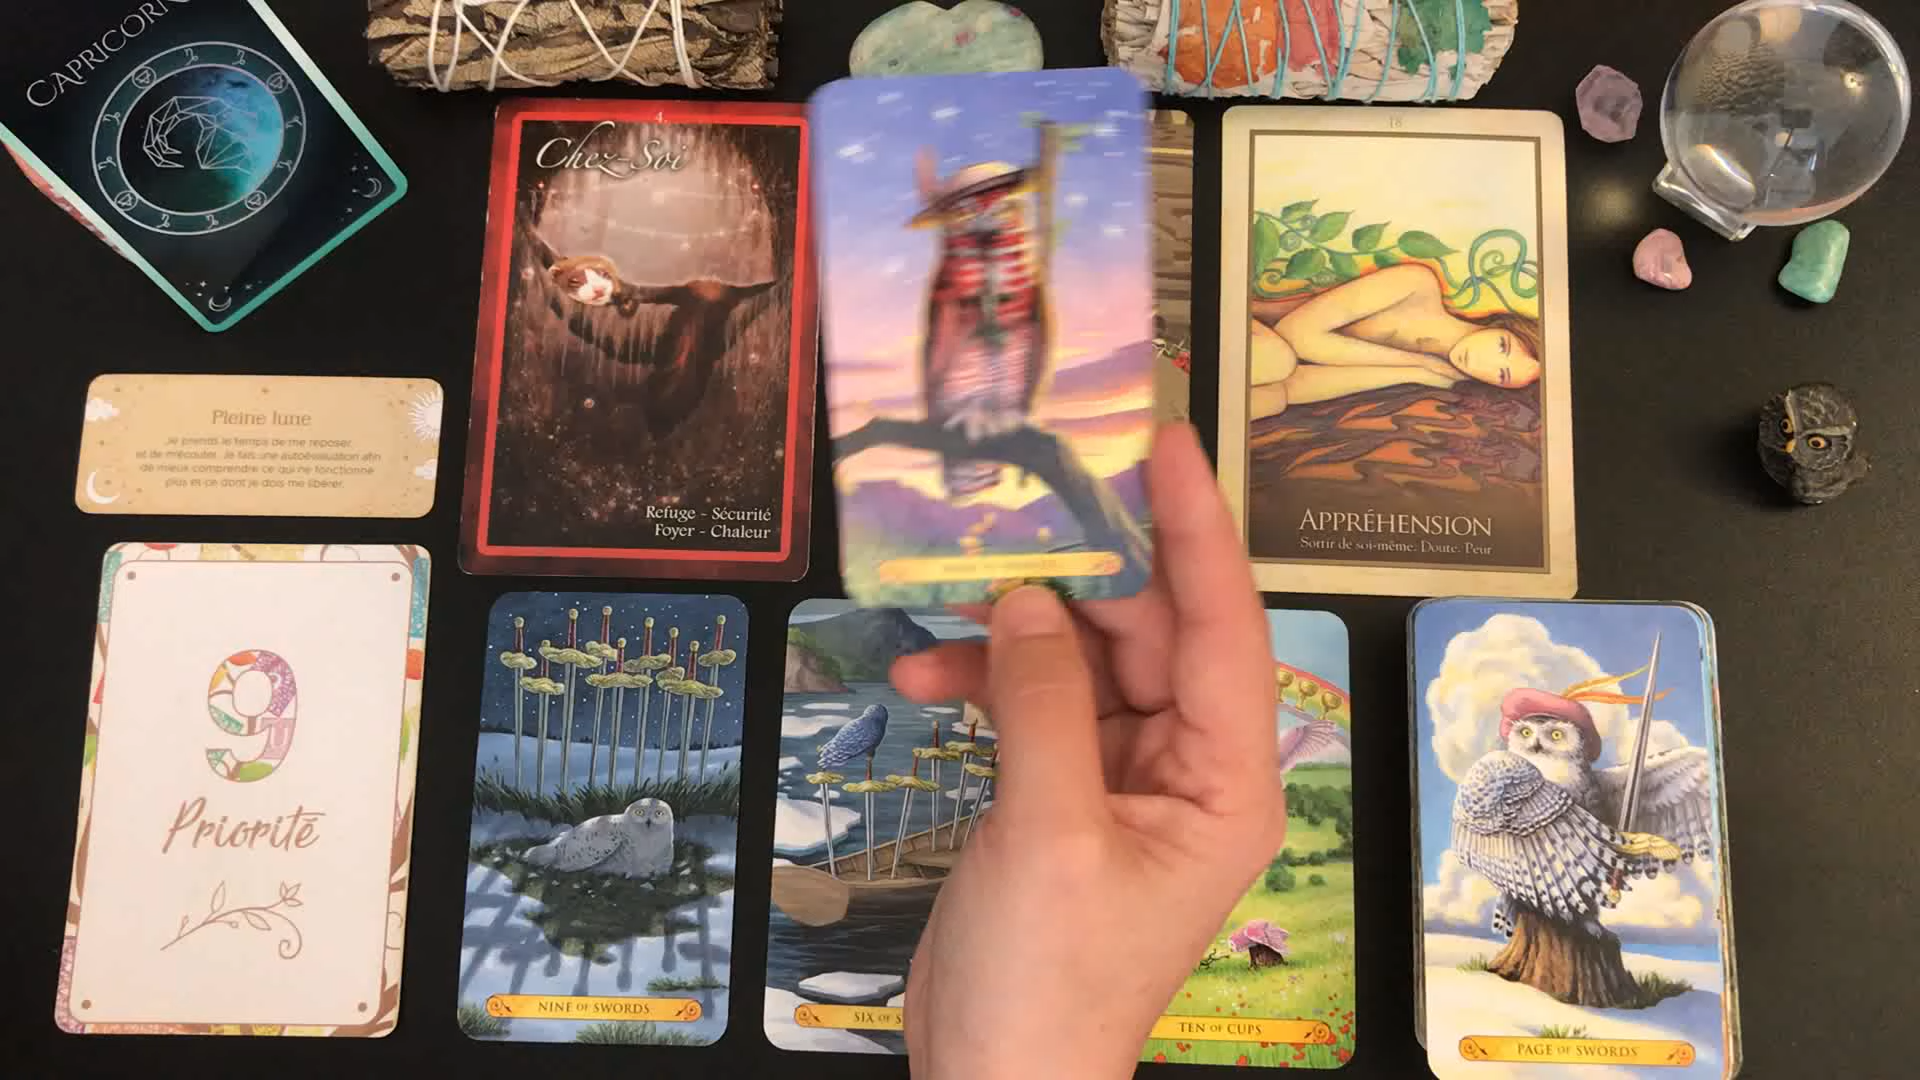 CAPRICORN
4.
Chez-Soi
Refuge - Sécurité
Foyer - Chaleur
18
APPRÉHENSION
Sortir de soi-même. Doute. Peur
Pleine lune
Je prends le temps de me reposer
et de m'écouter. Je fais une autoévaluation afin
de mieux comprendre ce qui ne fonctionne
plus et ce dont je dois me libérer.
9
Priorité
NINE OF SWORDS
SIX OF S
TEN OF CUPS
PAGE OF SWORDS